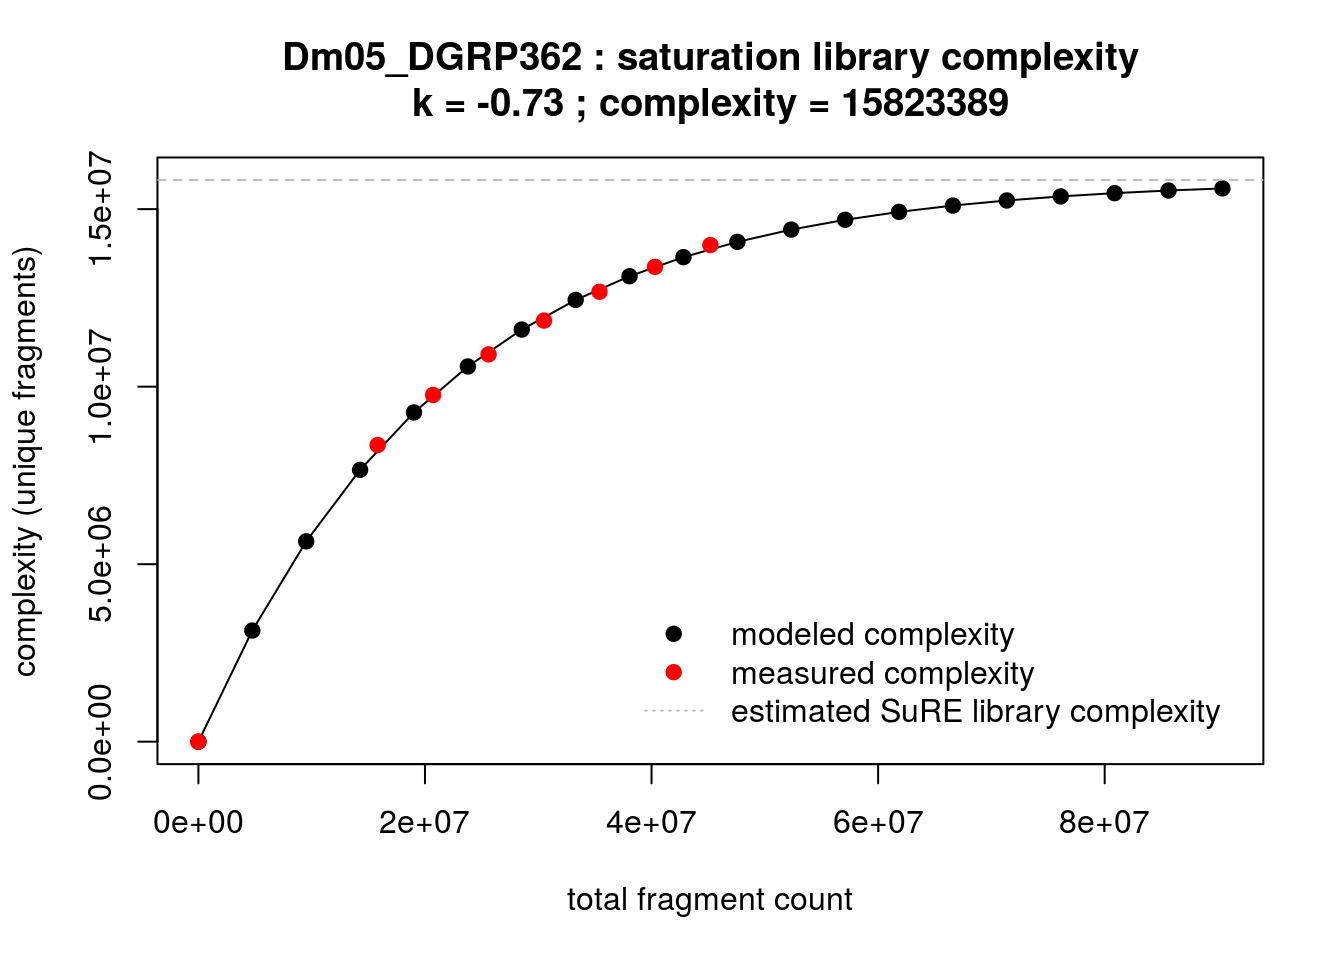 Dm05_DGRP362 : saturation library complexity
k = -0.73 ; complexity = 15823389
complexity (unique fragments)
1.5e+07
1.0e+07
5.0e+06
0.0e+00
modeled complexity
measured complexity
estimated SuRE library complexity
0e+00 2e+07 4e+07 6e+07 8e+07
total fragment count